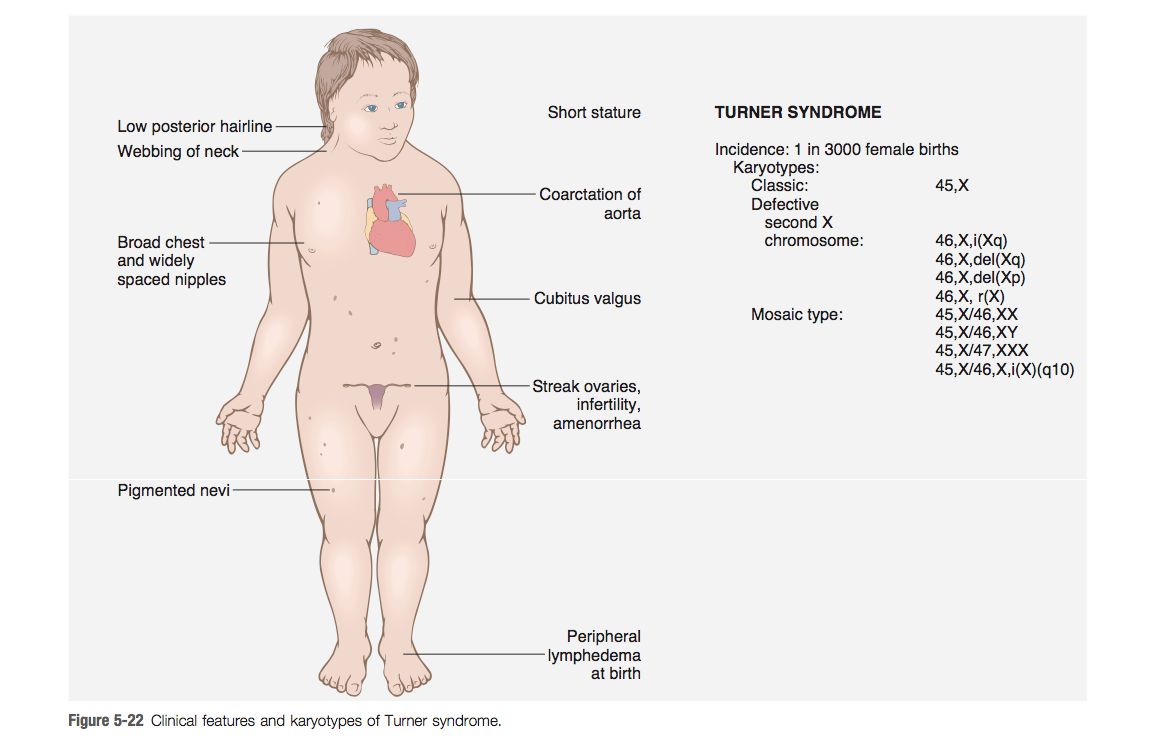 Low posterior hairline
Webbing of neck
Broad chest
and widely
spaced nipples
Pigmented nevi
Short stature
Coarctation of
aorta
Cubitus valgus
Streak ovaries,
infertility,
amenorrhea
Peripheral
lymphedema
at birth
TURNER SYNDROME
Incidence: 1 in 3000 female births
Karyotypes:
Classic: 45,X
Defective
second X
chromosome: 46,X,i(Xq)
46,X,del(Xq)
46,X,del(Xp)
46,X, r(X)
Mosaic type: 45,X/46,XX
45,X/46,XY
45,X/47,XXX
45,X/46,X,i(X)(q10)
Figure 5-22 Clinical features and karyotypes of Turner syndrome.